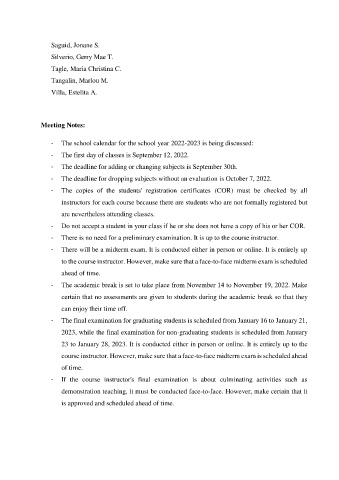 Saguid, Jorane S.
Silverio, Gerry Mae T.
Tagle, Maria Christina C.
Tangalin, Marlou M.
Villa, Estelita A.
Meeting Notes:
- The school calendar for the school year 2022-2023 is being discussed:
- The first day of classes is September 12, 2022.
- The deadline for adding or changing subjects is September 30th.
- The deadline for dropping subjects without an evaluation is October 7, 2022.
- The copies of the students' registration certificates (COR) must be checked by all
instructors for each course because there are students who are not formally registered but
are nevertheless attending classes.
- Do not accept a student in your class if he or she does not have a copy of his or her COR.
- There is no need for a preliminary examination. It is up to the course instructor.
- There will be a midterm exam. It is conducted either in person or online. It is entirely up
to the course instructor. However, make sure that a face-to-face midterm exam is scheduled
ahead of time.
- The academic break is set to take place from November 14 to November 19, 2022. Make
certain that no assessments are given to students during the academic break so that they
can enjoy their time off.
- The final examination for graduating students is scheduled from January 16 to January 21,
2023, while the final examination for non-graduating students is scheduled from January
23 to January 28, 2023. It is conducted either in person or online. It is entirely up to the
course instructor. However, make sure that a face-to-face midterm exam is scheduled ahead
of time.
- If the course instructor's final examination is about culminating activities such as
demonstration teaching, it must be conducted face-to-face. However, make certain that it
is approved and scheduled ahead of time.